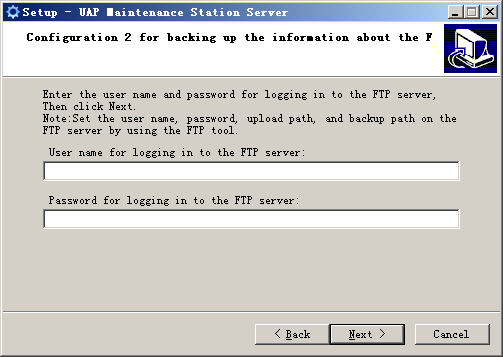 Setup - UAP Maintenance Station Server
Configuration 2 for backing up the information about the F
Enter the user name and password for logging in to the FTP server,
Then click Next.
Note:Set the user name, password, upload path, and backup path on the
FTP server by using the FTP tool.
User name for logging in to the FTP server:
Password for logging in to the FTP server:
< Back
Next >
Cancel